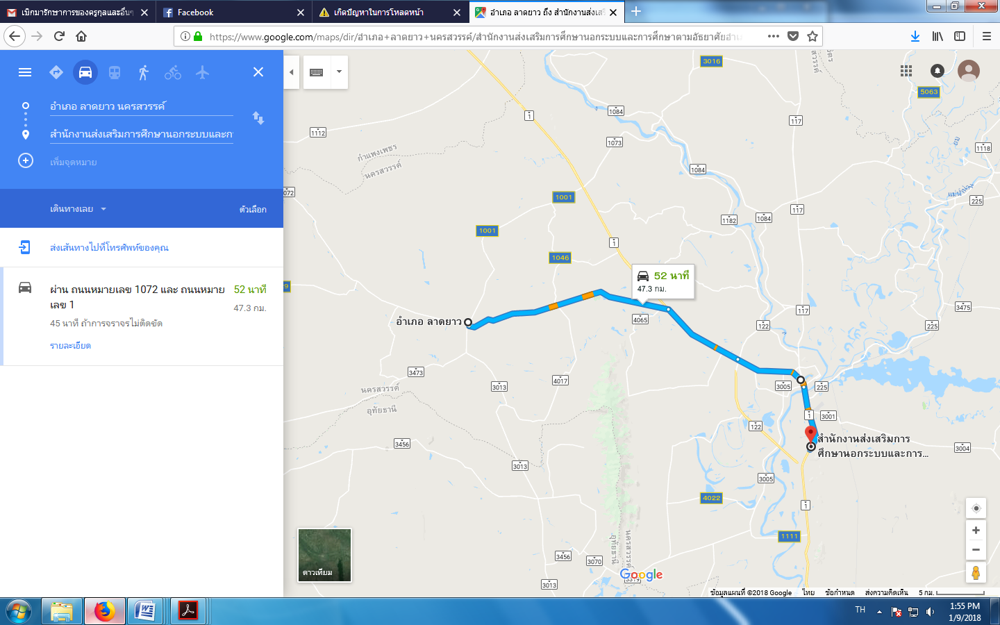 เบิกมารักษาการของครูกุลและอื่นๆ
Facebook
เกิดปัญหาในการโหลดหน้า
อำเภอ ลาดยาว ถึง สำนักงานส่งเสริ
https://www.google.com/maps/dir/อำเภอ+ลาดยาว+นครสวรรค์/สำนักงานส่งเสริมการศึกษานอกระบบและการศึกษาตามอัธยาศัยอำเภ
อำเภอ ลาดยาว นครสวรรค์
สำนักงานส่งเสริมการศึกษานอกระบบและกา
เพิ่มจุดหมาย
เดินทางเลย
ตัวเลือก
ส่งเส้นทางไปที่โทรศัพท์ของคุณ
ผ่าน ถนนหมายเลข 1072 และ ถนนหมาย
เลข 1
52 นาที
47.3 กม.
45 นาที ถ้าการจราจรไม่ติดขัด
รายละเอียด
3016
5063
1
1084
117
1112
1073
1118
กำแพงเพชร
นครสวรรค์
1084
ยม
แม่น้ำ
072
1001
117
225
1182
1084
1001
1
1046
52 นาที
47.3 กม.
อำเภอ ลาดยาว
4065
117
3475
122
225
3473
3013
4017
3005
225
นครสวรรค์
อุทัยธานี
1
3001
122
สำนักงานส่งเสริมการ
ศึกษานอกระบบและการ...
3456
3004
3013
3005
4022
1
1111
อุทัยธานี
นครสวรรค์
3456
3070
3013
3319
ดาวเทียม
Google
ข้อมูลแผนที่ ©2018 Google
ไทย
ข้อกำหนด
ส่งความคิดเห็น
5 กม.
TH
1:55 PM
1/9/2018